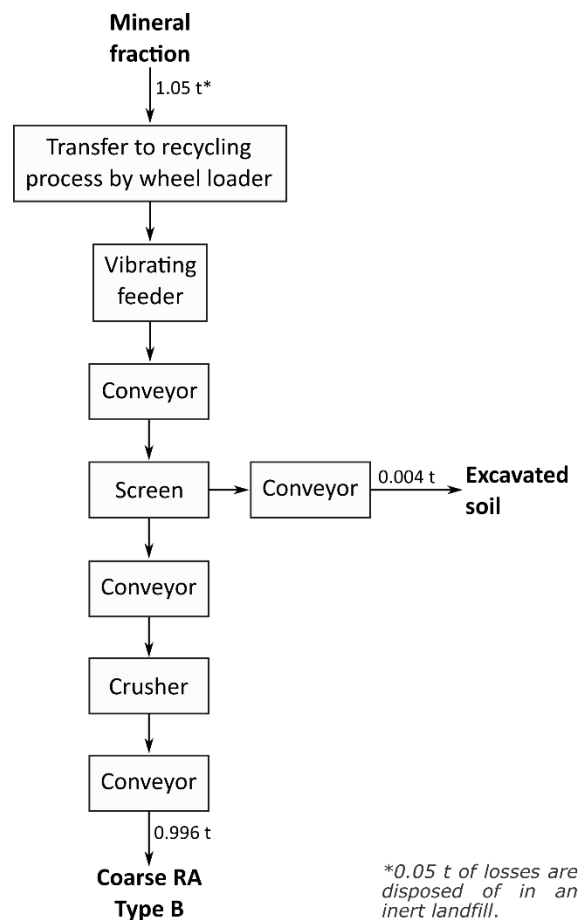 Mineral
fraction
1.05 t*
Transfer to recycling
process by wheel loader
Vibrating
feeder
Conveyor
Screen
Conveyor
0.004 t
Excavated
soil
Conveyor
Crusher
Conveyor
0.996 t
Coarse RA
Type B
*0.05 t of losses are
disposed of in an
inert landfill.